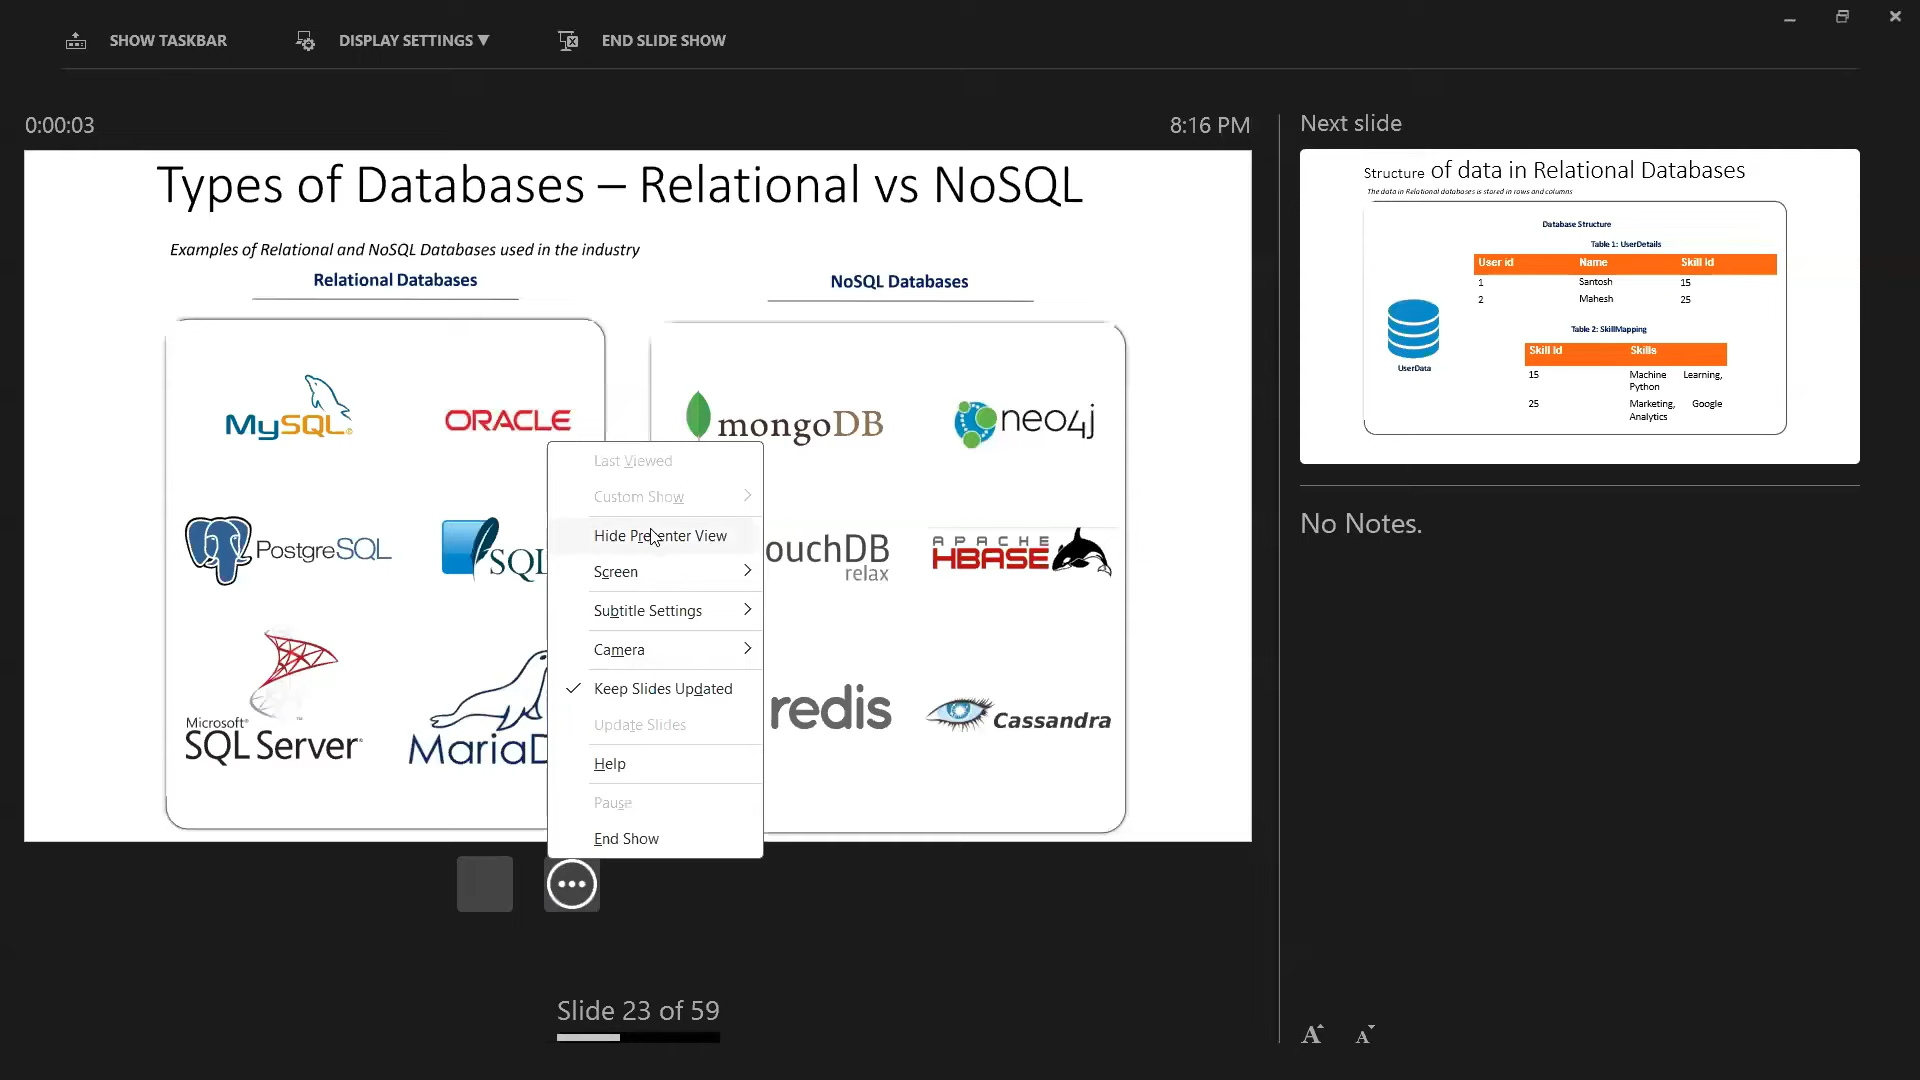 SHOW TASKBAR
DISPLAY SETTINGS ▼
END SLIDE SHOW
0:00:03
8:16 PM
Types of Databases – Relational vs NoSQL
Examples of Relational and NoSQL Databases used in the industry
Relational Databases
NoSQL Databases
MySQL
ORACLE
mongoDB
neo4j
PostgreSQL
SQL
ouchDB
relax
APACHE
HBASE
Microsoft
SQL Server
MariaD
redis
Cassandra
Last Viewed
Custom Show
Hide Presenter View
Screen
Subtitle Settings
Camera
Keep Slides Updated
Update Slides
Help
Pause
End Show
Slide 23 of 59
Next slide
Structure of data in Relational Databases
The data in Relational databases is stored in rows and columns
Database Structure
Table 1: UserDetails
User id Name Skill Id
1 Santosh 15
2 Mahesh 25
Table 2: SkillMapping
Skill Id Skills
15 Machine Learning,
Python
25 Marketing, Google
Analytics
UserData
No Notes.
A A